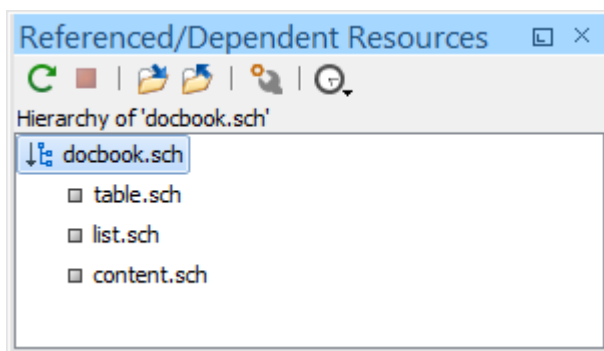 Referenced/Dependent Resources
Hierarchy of 'docbook.sch'
docbook.sch
table.sch
list.sch
content.sch